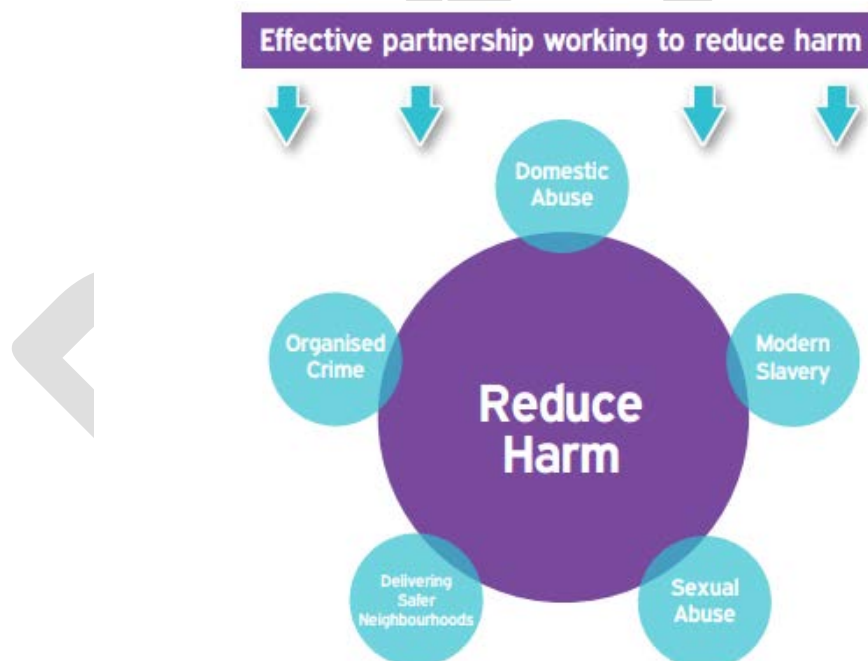 Effective partnership working to reduce harm
Domestic
Abuse
Organised
Crime
Modern
Slavery
Reduce
Harm
Delivering
Safer
Neighbourhoods
Sexual
Abuse